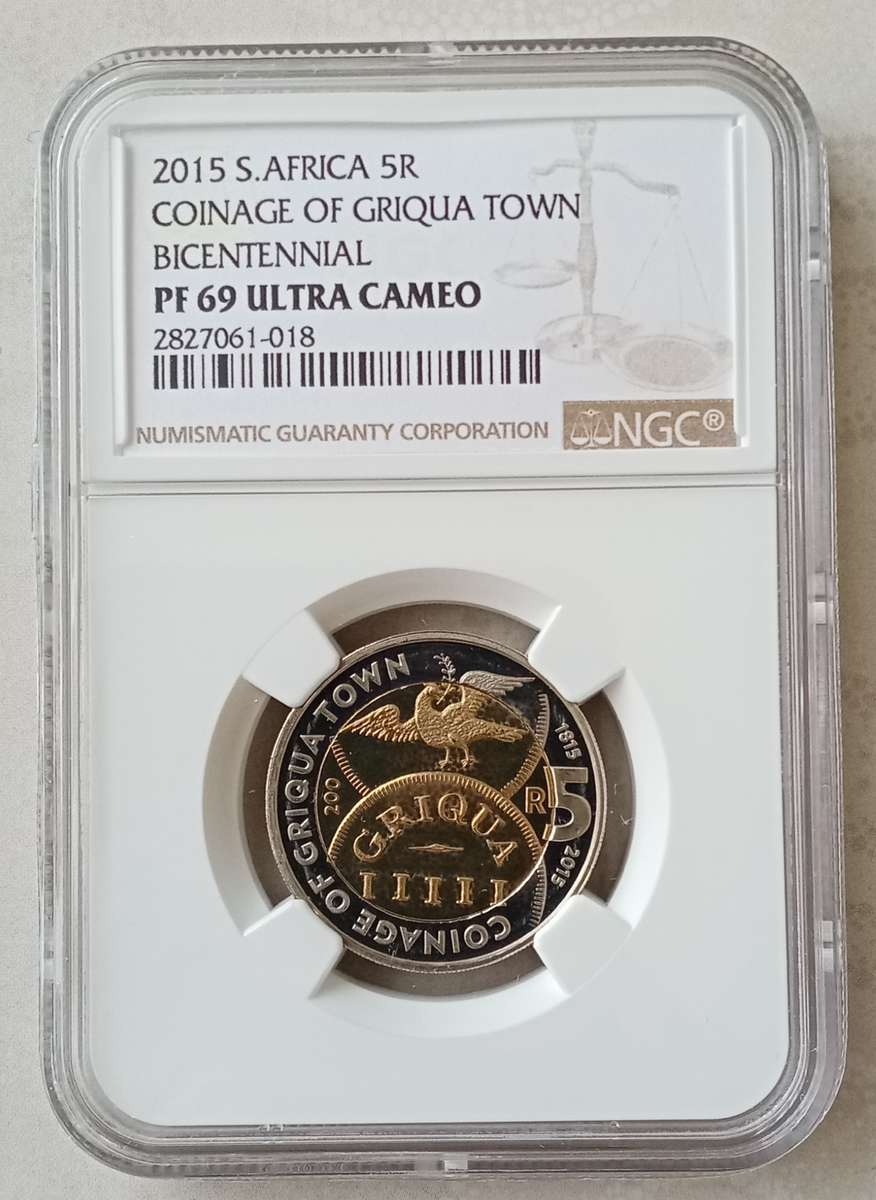 2015 S.AFRICA 5R
COINAGE OF GRIQUA TOWN
BICENTENNIAL
PF 69 ULTRA CAMEO
2827061-018
NUMISMATIC GUARANTY CORPORATION NGC®
COINAGE OF GRIQUA TOWN
1815
200
R5
GRIQUA
IIIII
2015